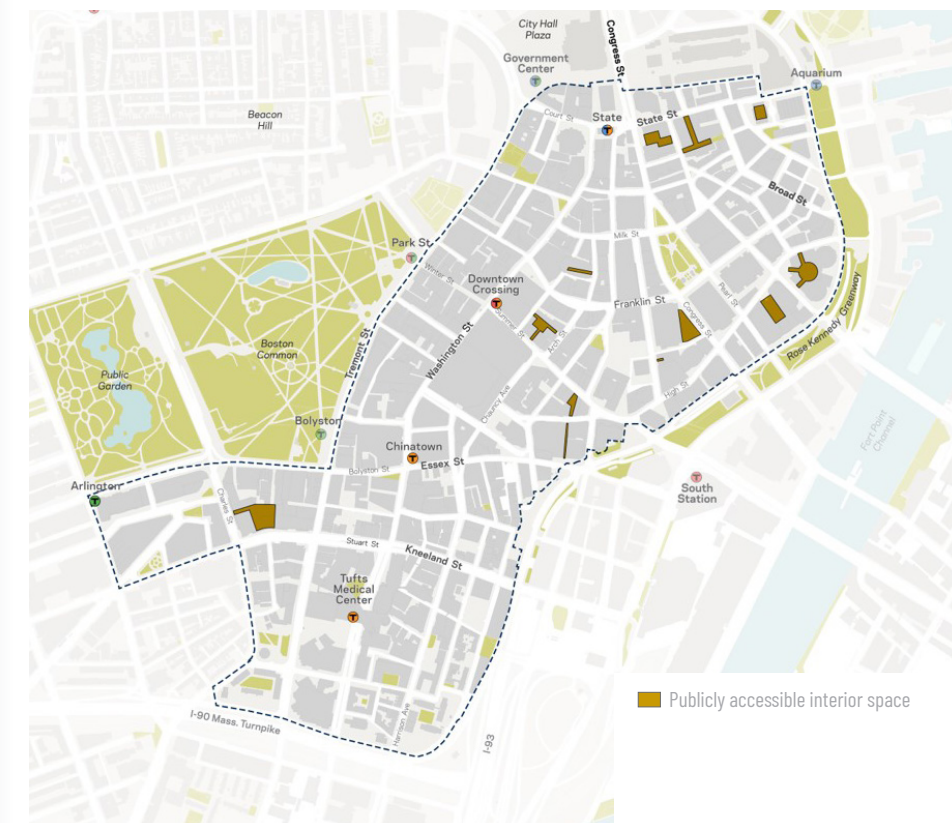 City Hall
Plaza
Congress St
Government
Center
Aquarium
Beacon
Hill
Court St
State
State St
Broad St
Milk St
Park St
Winter St
Downtown
Crossing
Summer St
Franklin St
Pearl St
Congress St
Arch St
Rose Kennedy Greenway
Tremont St
Washington St
Boston
Common
Public
Garden
High St
Chauncy Ave
Fort Point
Channel
Bolyston
Chinatown
Essex St
Bolyston St
South
Station
Arlington
Charles St
Stuart St
Kneeland St
Tufts
Medical
Center
Publicly accessible interior space
Harrison Ave
I-90 Mass. Turnpike
I-93